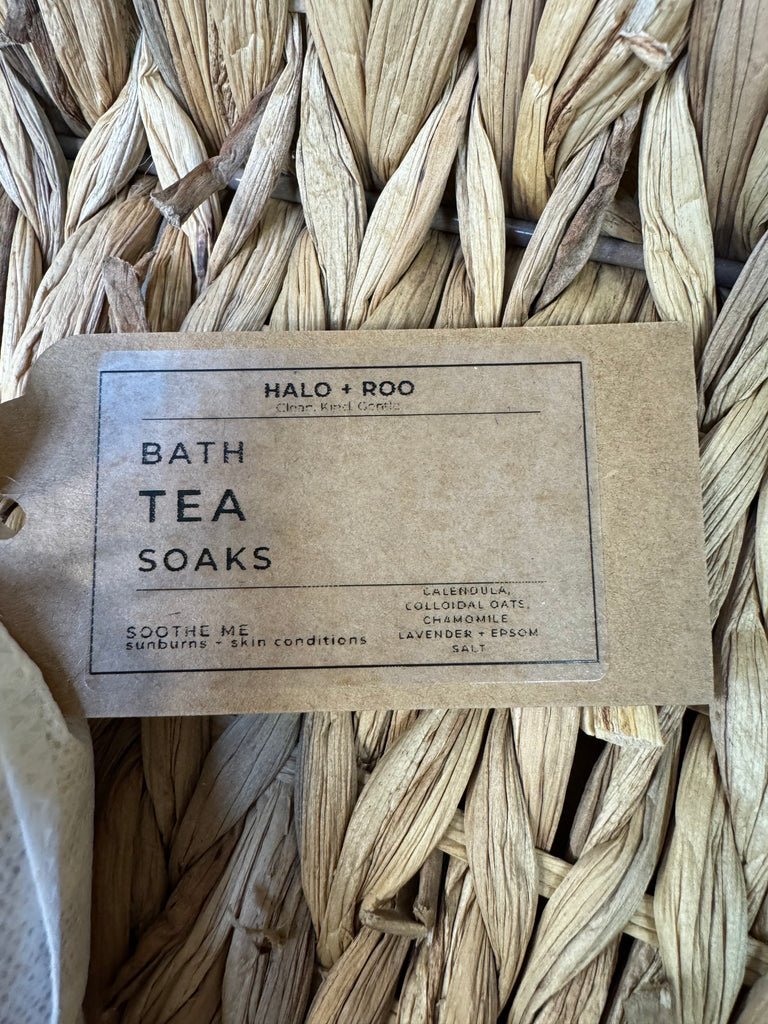 HALO + ROO
Clean. Kind. Gentle
BATH
TEA
SOAKS
SOOTHE ME
sunburns + skin conditions
CALENDULA,
COLLOIDAL OATS,
CHAMOMILE
LAVENDER + EPSOM
SALT